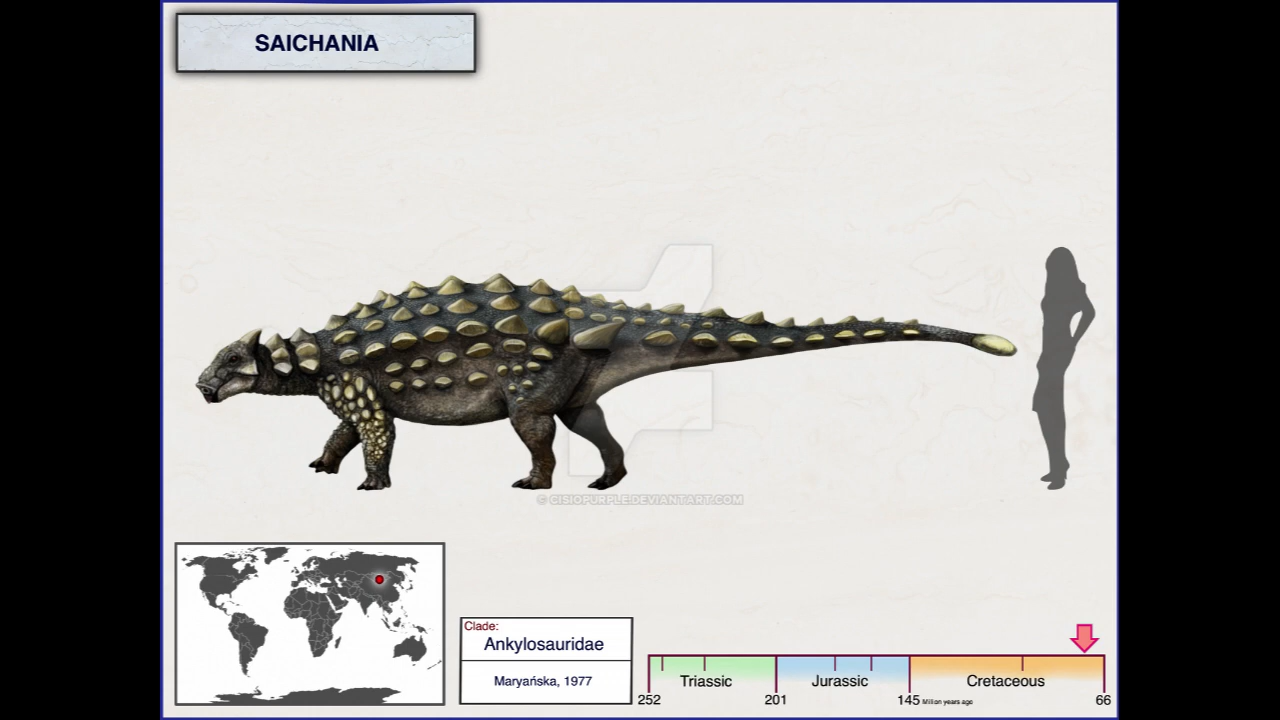 SAICHANIA
© CISIOPURPLE.DEVIANTART.COM
Clade:
Ankylosauridae
Maryańska, 1977
Triassic
Jurassic
Cretaceous
252
201
145 Million years ago
66